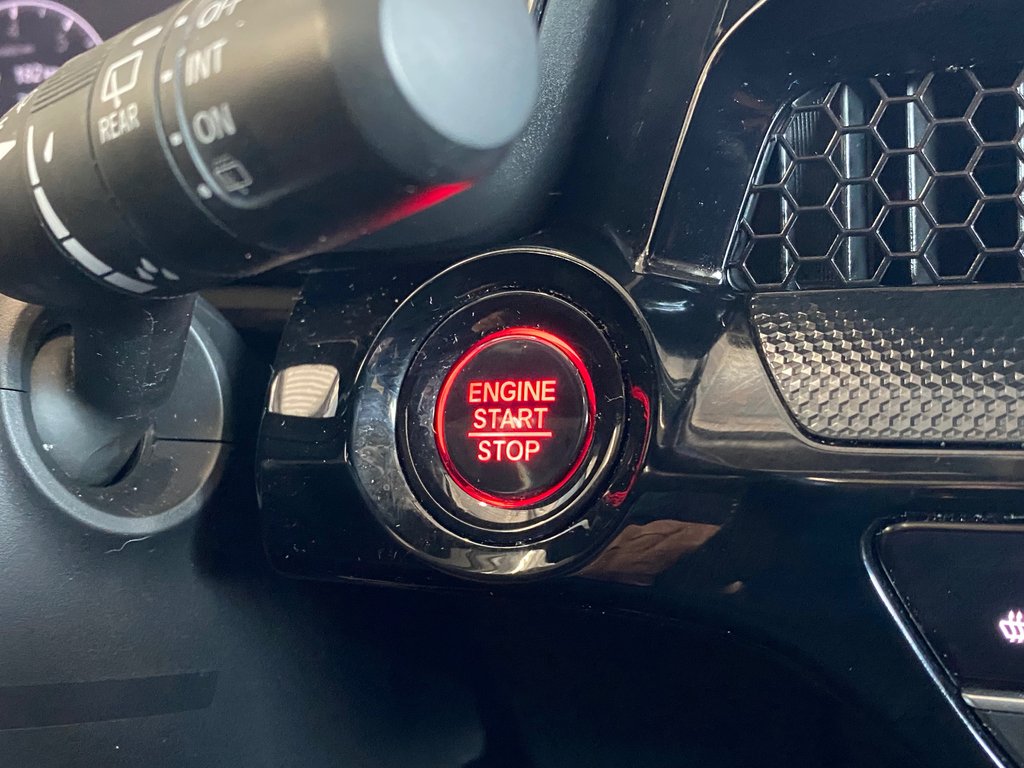 OFF
INT
ON
REAR
ENGINE
START
STOP